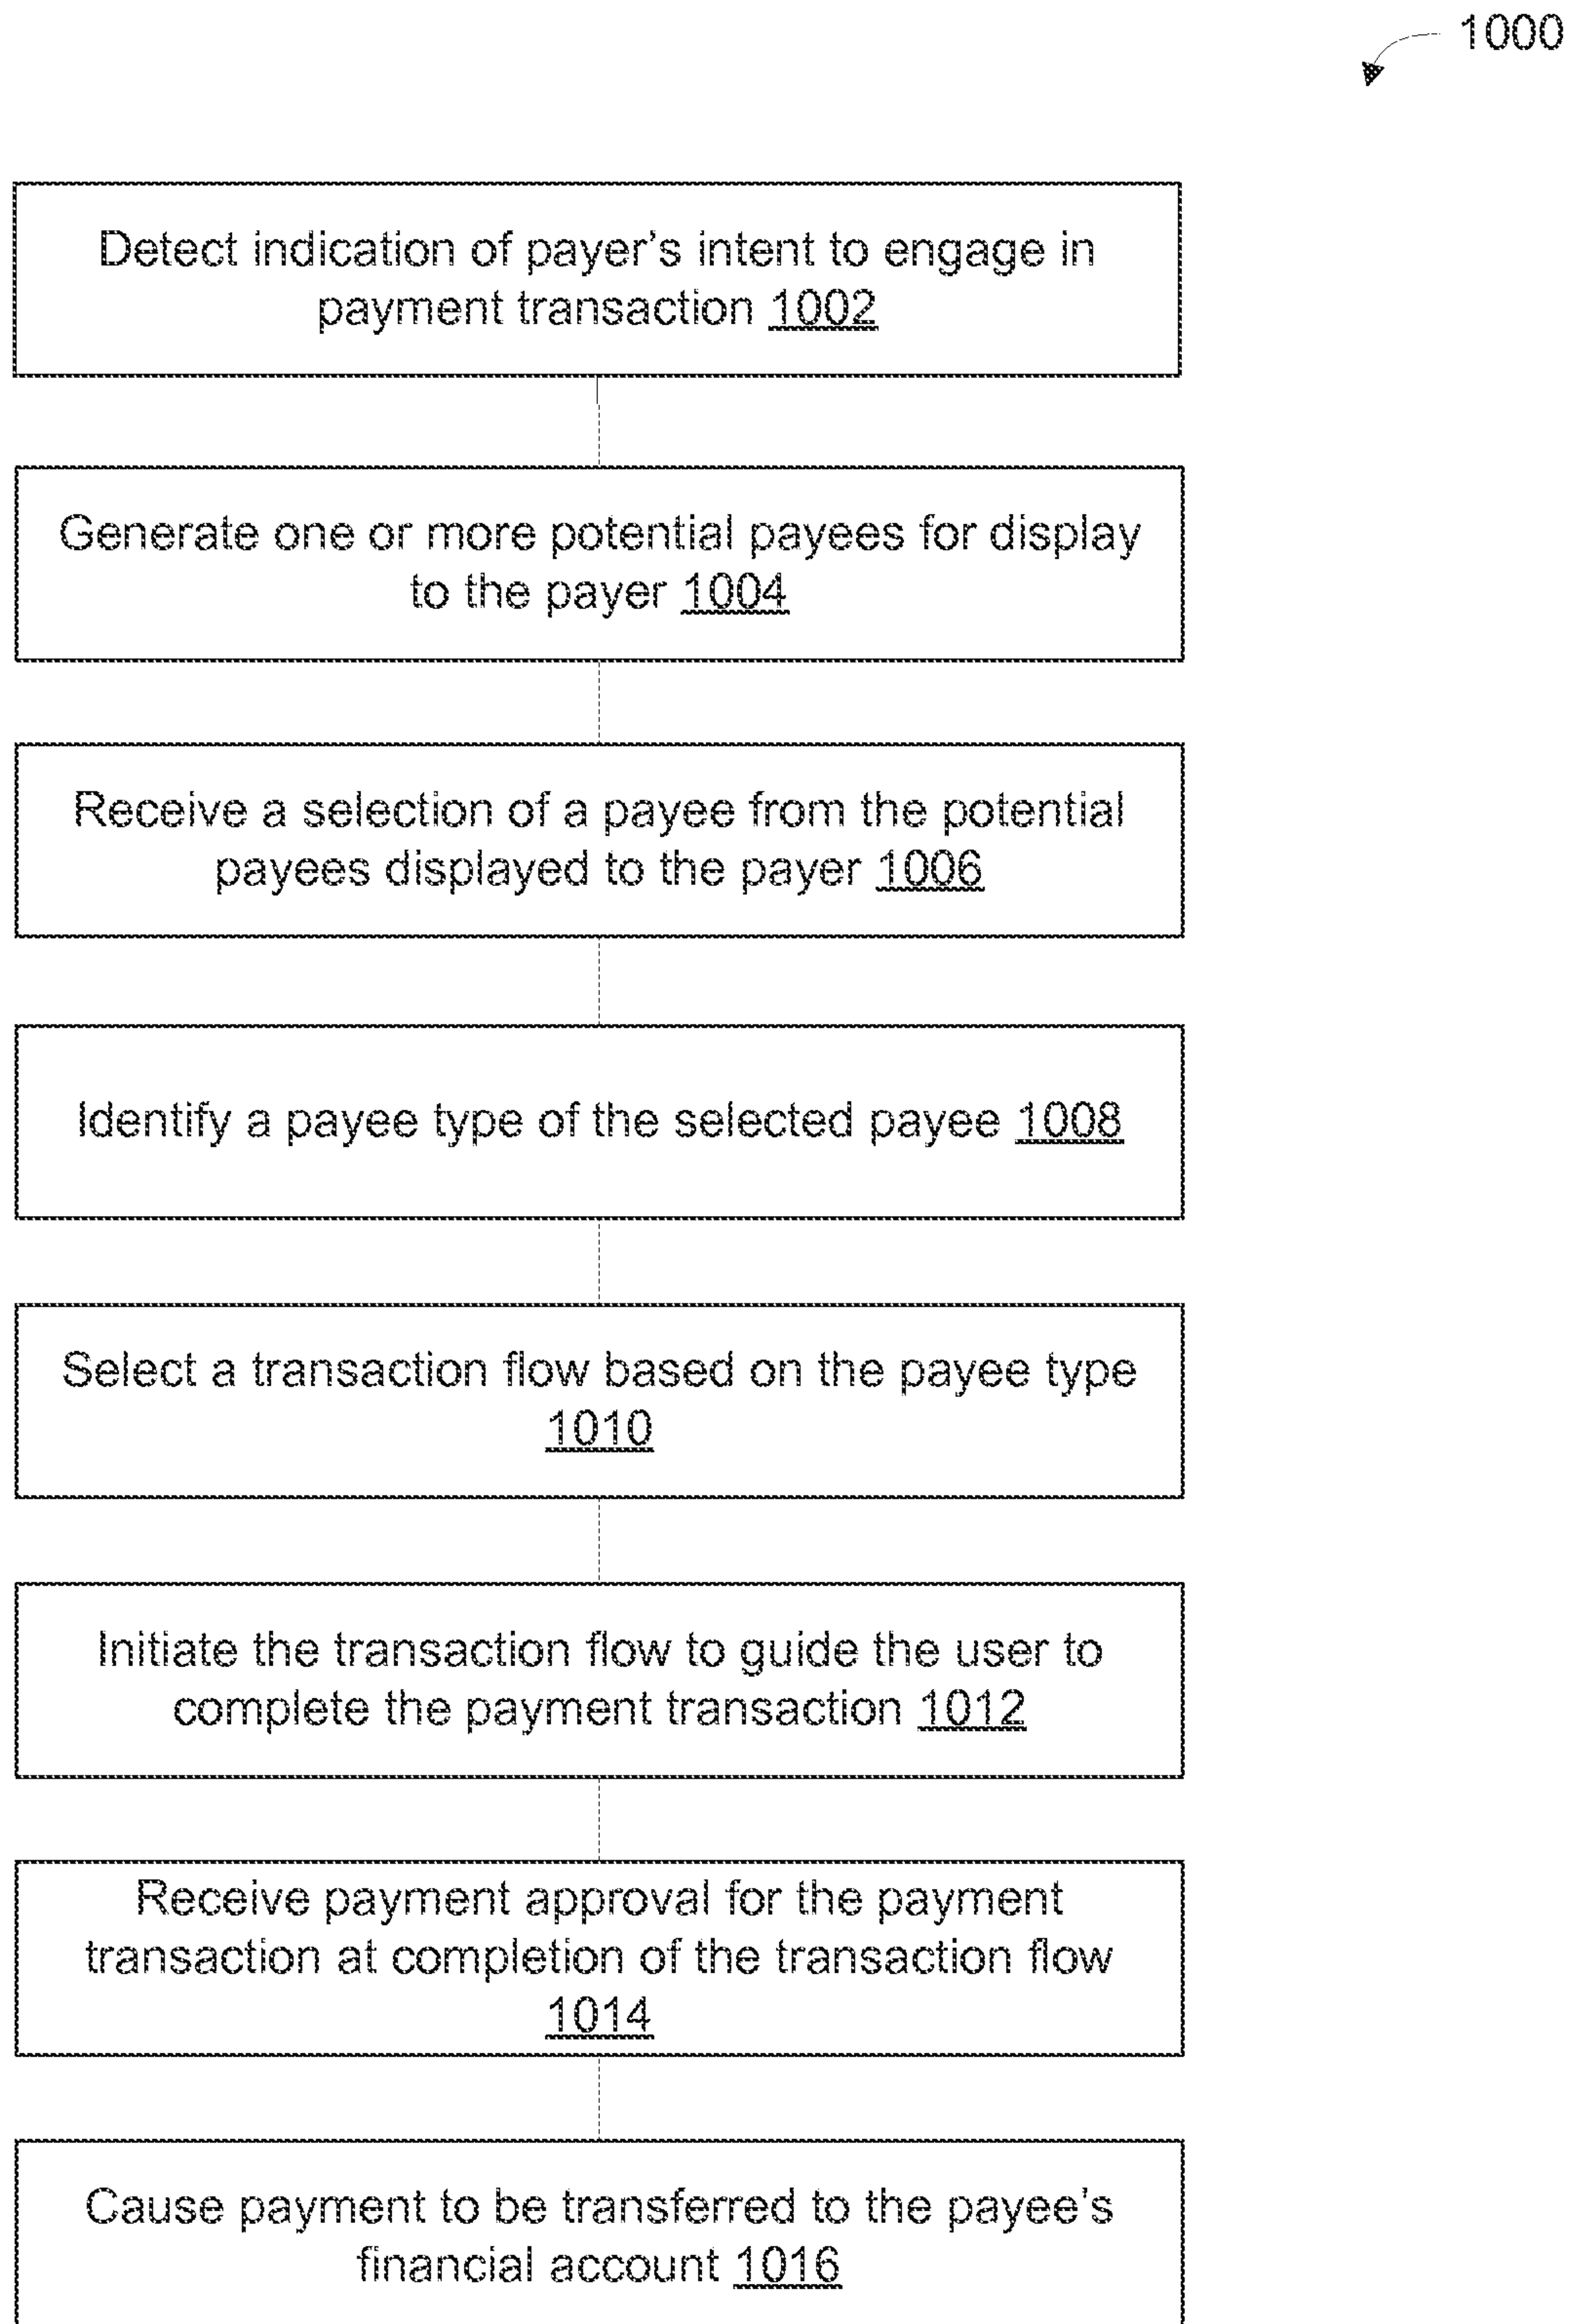 1000
Detect indication of payer’s intent to engage in
payment transaction 1002
Generate one or more potential payees for display
to the payer 1004
Receive a selection of a payee from the potential
payees displayed to the payer 1006
Identify a payee type of the selected payee 1008
Select a transaction flow based on the payee type
1010
Initiate the transaction flow to guide the user to
complete the payment transaction 1012
Receive payment approval for the payment
transaction at completion of the transaction flow
1014
Cause payment to be transferred to the payee’s
financial account 1016